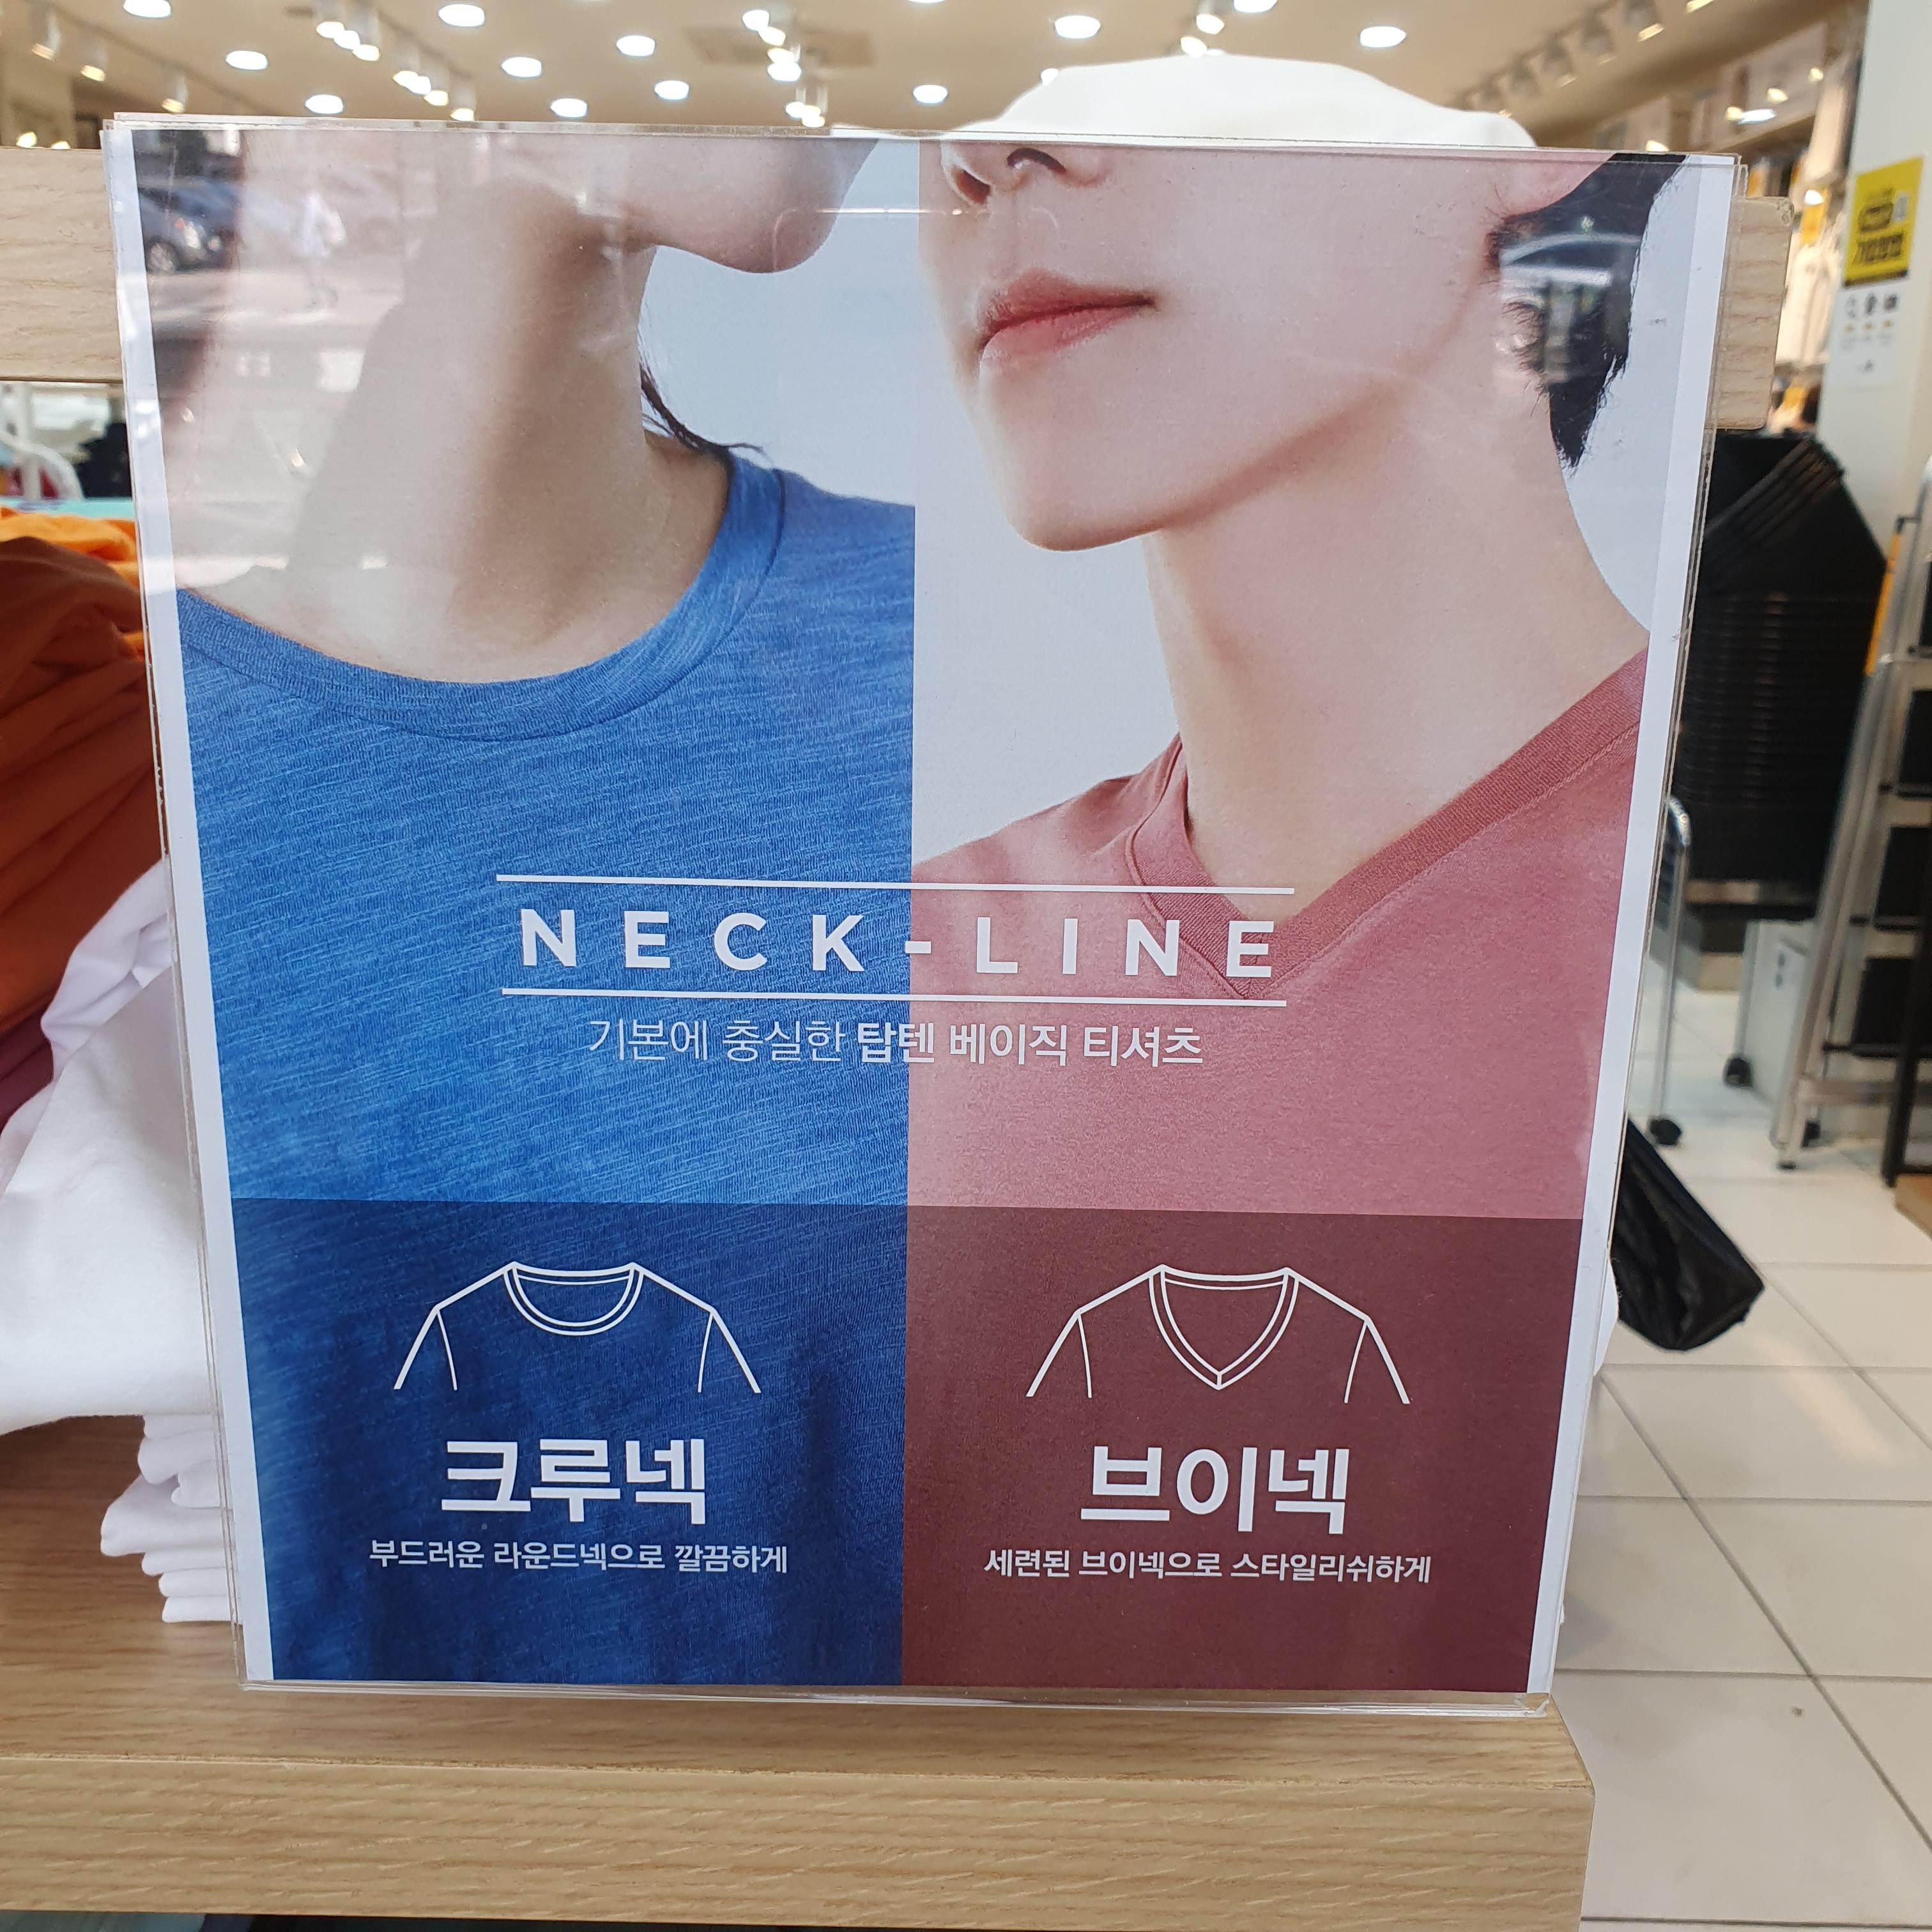 NECK-LINE
기본에 충실한 탑텐 베이직 티셔츠
크루넥
부드러운 라운드넥으로 깔끔하게
브이넥
세련된 브이넥으로 스타일리쉬하게